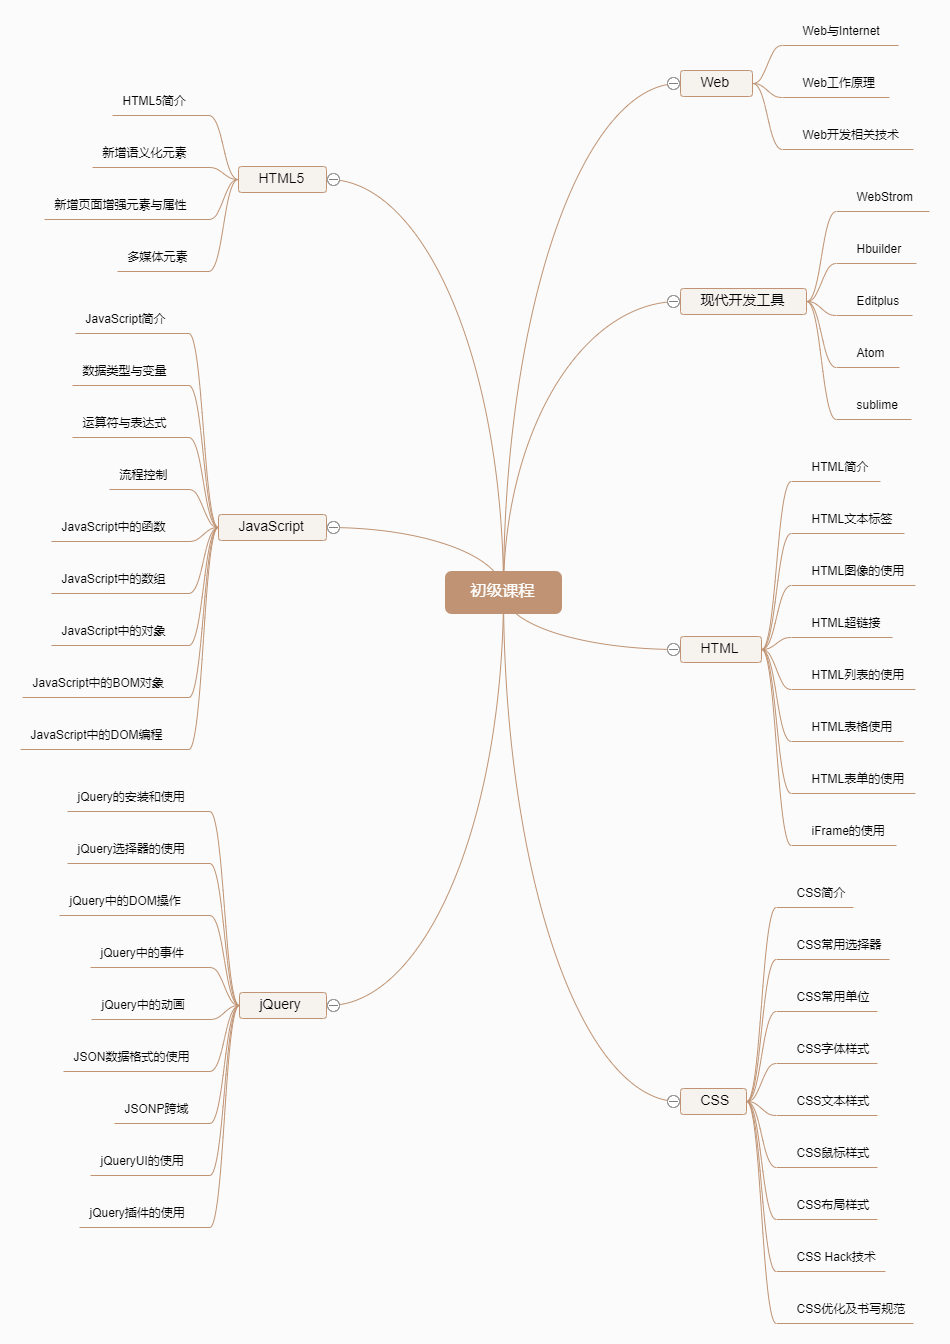 初级课程
Web
Web与Internet
Web工作原理
Web开发相关技术
现代开发工具
WebStrom
Hbuilder
Editplus
Atom
sublime
HTML
HTML简介
HTML文本标签
HTML图像的使用
HTML超链接
HTML列表的使用
HTML表格使用
HTML表单的使用
iFrame的使用
CSS
CSS简介
CSS常用选择器
CSS常用单位
CSS字体样式
CSS文本样式
CSS鼠标样式
CSS布局样式
CSS Hack技术
CSS优化及书写规范
HTML5
HTML5简介
新增语义化元素
新增页面增强元素与属性
多媒体元素
JavaScript
JavaScript简介
数据类型与变量
运算符与表达式
流程控制
JavaScript中的函数
JavaScript中的数组
JavaScript中的对象
JavaScript中的BOM对象
JavaScript中的DOM编程
jQuery
jQuery的安装和使用
jQuery选择器的使用
jQuery中的DOM操作
jQuery中的事件
jQuery中的动画
JSON数据格式的使用
JSONP跨域
jQueryUI的使用
jQuery插件的使用